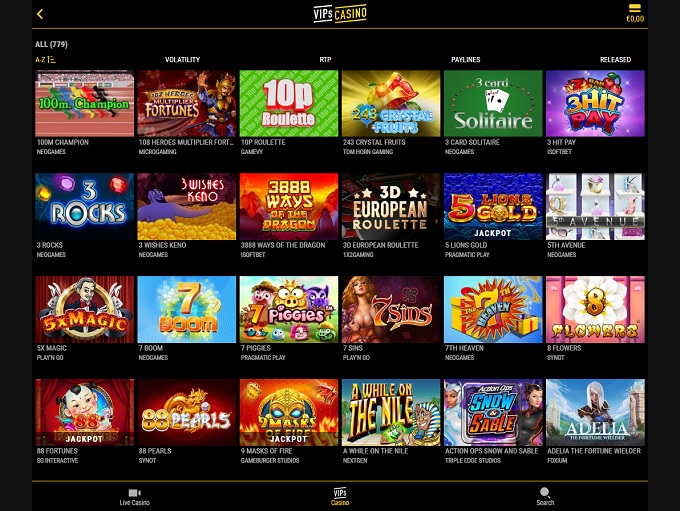 VIPs CASINO
€0,00
ALL (779)
A-Z VOLATILITY RTP PAYLINES RELEASED
100m Champion
108 HEROES MULTIPLIER FORTUNES
10p Roulette
243 CRYSTAL FRUITS
3 card Solitaire
3 HIT PAY
100M CHAMPION
108 HEROES MULTIPLIER FORT...
10P ROULETTE
243 CRYSTAL FRUITS
3 CARD SOLITAIRE
3 HIT PAY
NEOGAMES
MICROGAMING
GAMEVY
TOM HORN GAMING
NEOGAMES
ISOFTBET
3 ROCKS
3 WISHES KENO
3888 WAYS OF THE DRAGON
3D EUROPEAN ROULETTE
5 LIONS GOLD JACKPOT
5TH AVENUE
3 ROCKS
3 WISHES KENO
3888 WAYS OF THE DRAGON
3D EUROPEAN ROULETTE
5 LIONS GOLD
5TH AVENUE
NEOGAMES
NEOGAMES
ISOFTBET
1X2GAMING
PRAGMATIC PLAY
NEOGAMES
5xMAGIC
7 BOOM
7 PIGGIES
7 Sins
7th HEAVEN
8 FLOWERS
5X MAGIC
7 BOOM
7 PIGGIES
7 SINS
7TH HEAVEN
8 FLOWERS
PLAY'N GO
NEOGAMES
PRAGMATIC PLAY
PLAY'N GO
NEOGAMES
SYNOT
88 JACKPOT
88 PEARLS
9 MASKS OF FIRE JACKPOT
A WHILE ON THE NILE
Action Ops SNOW & SABLE
ADELIA THE FORTUNE WIELDER
88 FORTUNES
88 PEARLS
9 MASKS OF FIRE
A WHILE ON THE NILE
ACTION OPS SNOW AND SABLE
ADELIA THE FORTUNE WIELDER
SG INTERACTIVE
SYNOT
GAMEBURGER STUDIOS
NEXTGEN
TRIPLE EDGE STUDIOS
FOXIUM
Live Casino
VIPs
Casino
Search